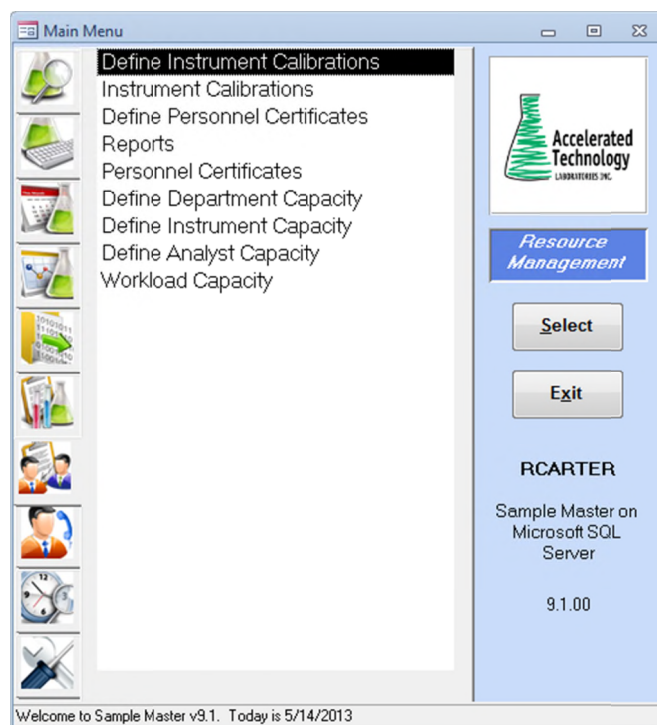 Main Menu
Define Instrument Calibrations
Instrument Calibrations
Define Personnel Certificates
Reports
Personnel Certificates
Define Department Capacity
Define Instrument Capacity
Define Analyst Capacity
Workload Capacity
Accelerated
Technology
LABORATORIES INC.
Resource
Management
Select
Exit
RCARTER
Sample Master on
Microsoft SQL
Server
9.1.00
Welcome to Sample Master v9.1. Today is 5/14/2013